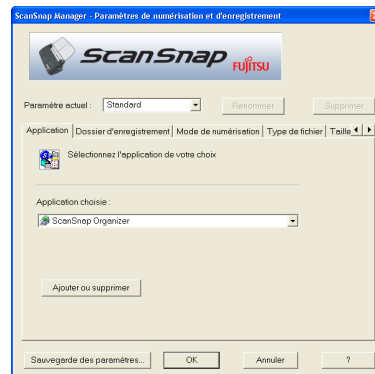 ScanSnap Manager - Paramètres de numérisation et d'enregistrement
ScanSnap FUJITSU
Paramètre actuel : Standard Renommer Supprimer
Application Dossier d'enregistrement Mode de numérisation Type de fichier Taille
Sélectionnez l'application de votre choix
Application choisie :
ScanSnap Organizer
Ajouter ou supprimer
Sauvegarde des paramètres... OK Annuler ?